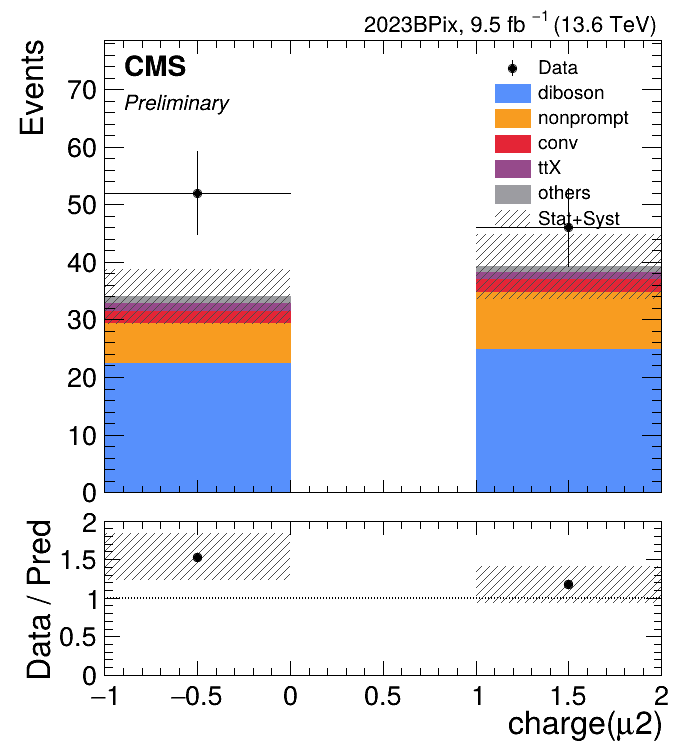 2023BPix, 9.5 fb⁻¹ (13.6 TeV)
CMS
Preliminary
Events
70
60
50
40
30
20
10
0
Data
diboson
nonprompt
conv
ttX
others
Stat+Syst
Data / Pred
2
1.5
1
0.5
0
−1 −0.5 0 0.5 1 1.5 2
charge(μ2)